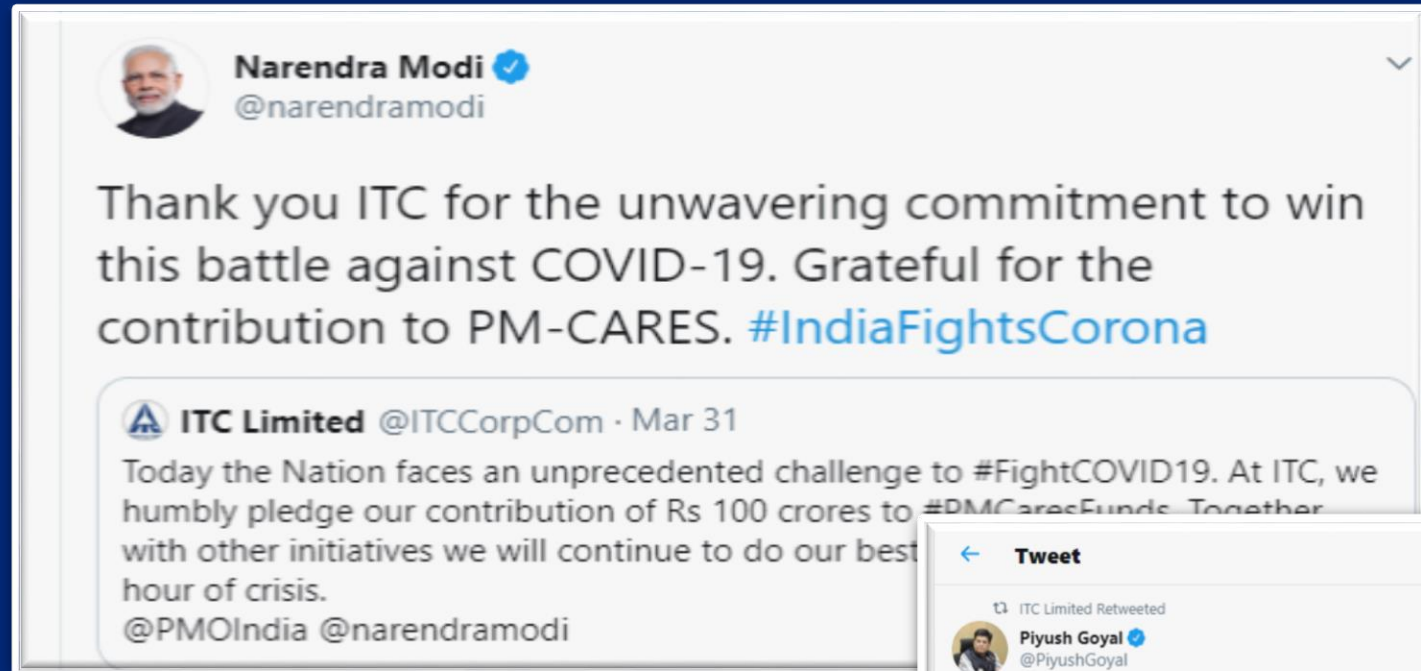 Narendra Modi
@narendramodi
Thank you ITC for the unwavering commitment to win
this battle against COVID-19. Grateful for the
contribution to PM-CARES. #IndiaFightsCorona
ITC Limited @ITCCorpCom · Mar 31
Today the Nation faces an unprecedented challenge to #FightCOVID19. At ITC, we
humbly pledge our contribution of Rs 100 crores to #PMCaresFunds. Together
with other initiatives we will continue to do our best
hour of crisis.
@PMOIndia @narendramodi
Tweet
ITC Limited Retweeted
Piyush Goyal
@PiyushGoyal